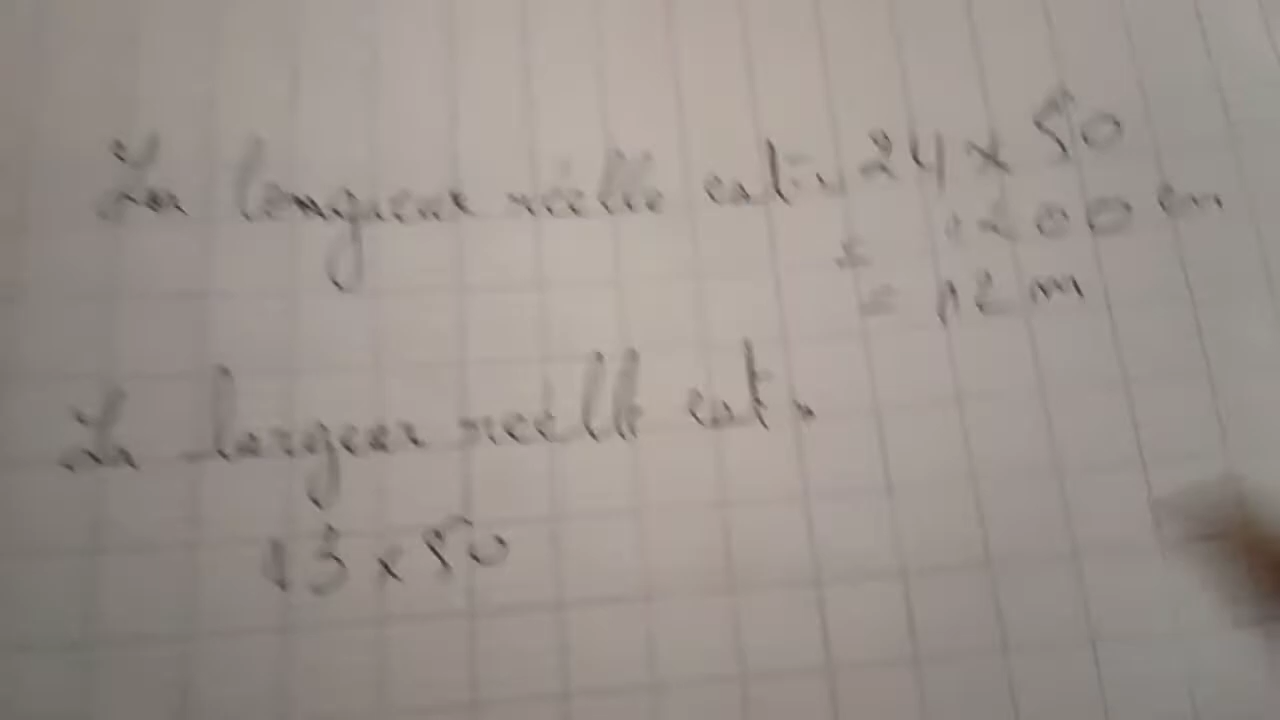 La longueur réelle est : 24 x 50
= 1200 cm
= 12 m
La largeur réelle est :
13 x 50